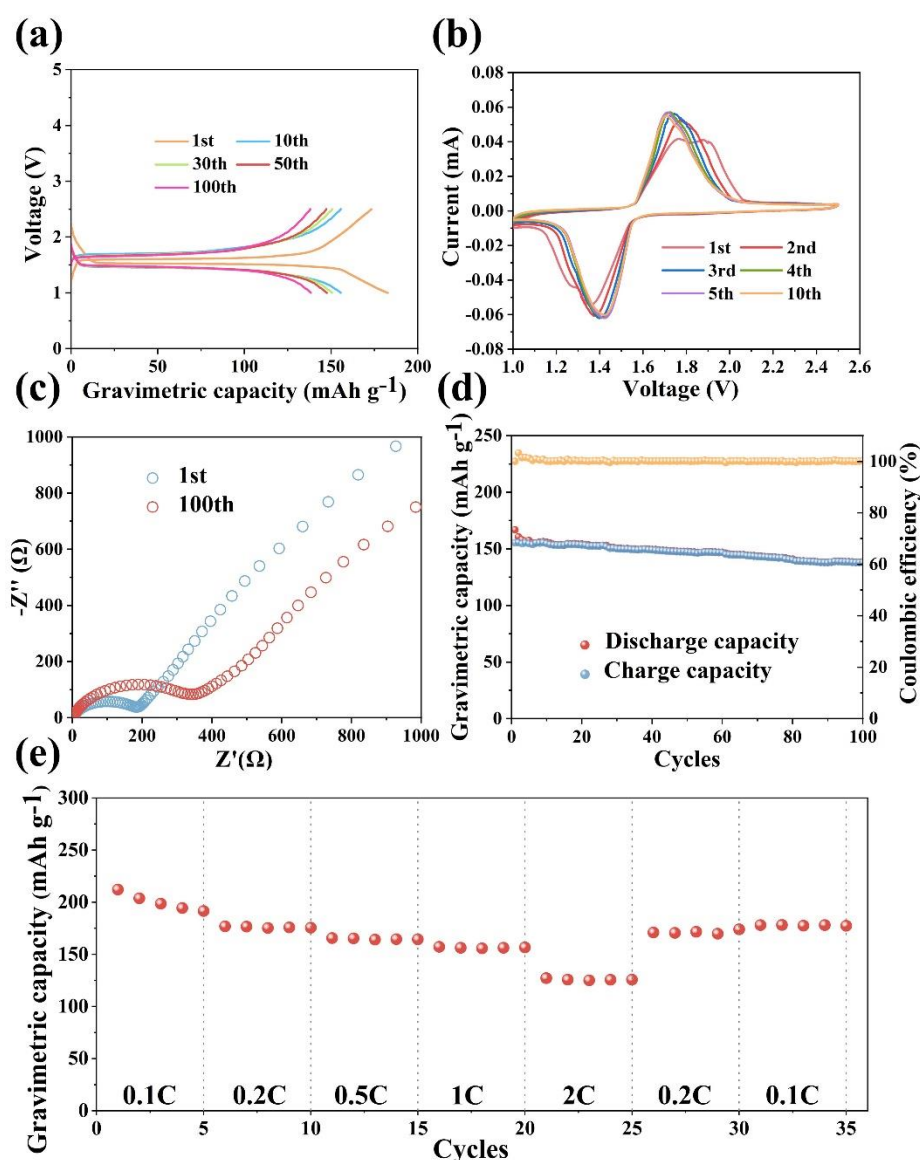 (a)
5
4
3
2
1
0
Voltage (V)
1st 10th
30th 50th
100th
0 50 100 150 200
Gravimetric capacity (mAh g-1)
(b)
0.08
0.06
0.04
0.02
0.00
-0.02
-0.04
-0.06
-0.08
Current (mA)
1st 2nd
3rd 4th
5th 10th
1.0 1.2 1.4 1.6 1.8 2.0 2.2 2.4 2.6
Voltage (V)
(c)
1000
800
600
400
200
0
-Z'' (Ω)
1st
100th
0 200 400 600 800 1000
Z'(Ω)
(d)
250
225
200
175
150
125
100
75
50
25
0
Gravimetric capacity (mAh g-1)
Discharge capacity
Charge capacity
100
80
60
40
20
0
Coulombic efficiency (%)
0 20 40 60 80 100
Cycles
(e)
300
250
200
150
100
50
0
Gravimetric capacity (mAh g-1)
0.1C 0.2C 0.5C 1C 2C 0.2C 0.1C
0 5 10 15 20 25 30 35
Cycles